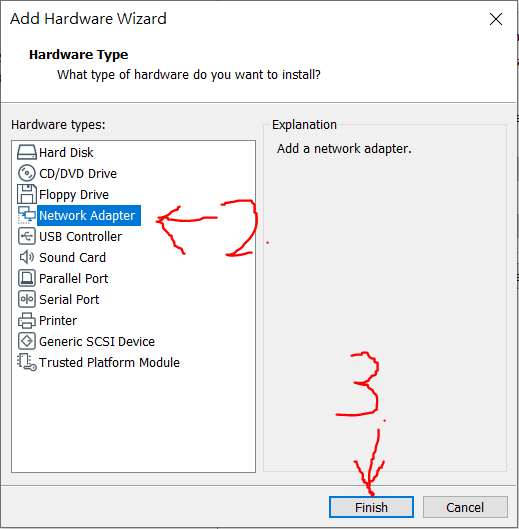 Add Hardware Wizard
Hardware Type
What type of hardware do you want to install?
Hardware types:
Hard Disk
CD/DVD Drive
Floppy Drive
Network Adapter
USB Controller
Sound Card
Parallel Port
Serial Port
Printer
Generic SCSI Device
Trusted Platform Module
Explanation
Add a network adapter.
2.
3.
Finish
Cancel